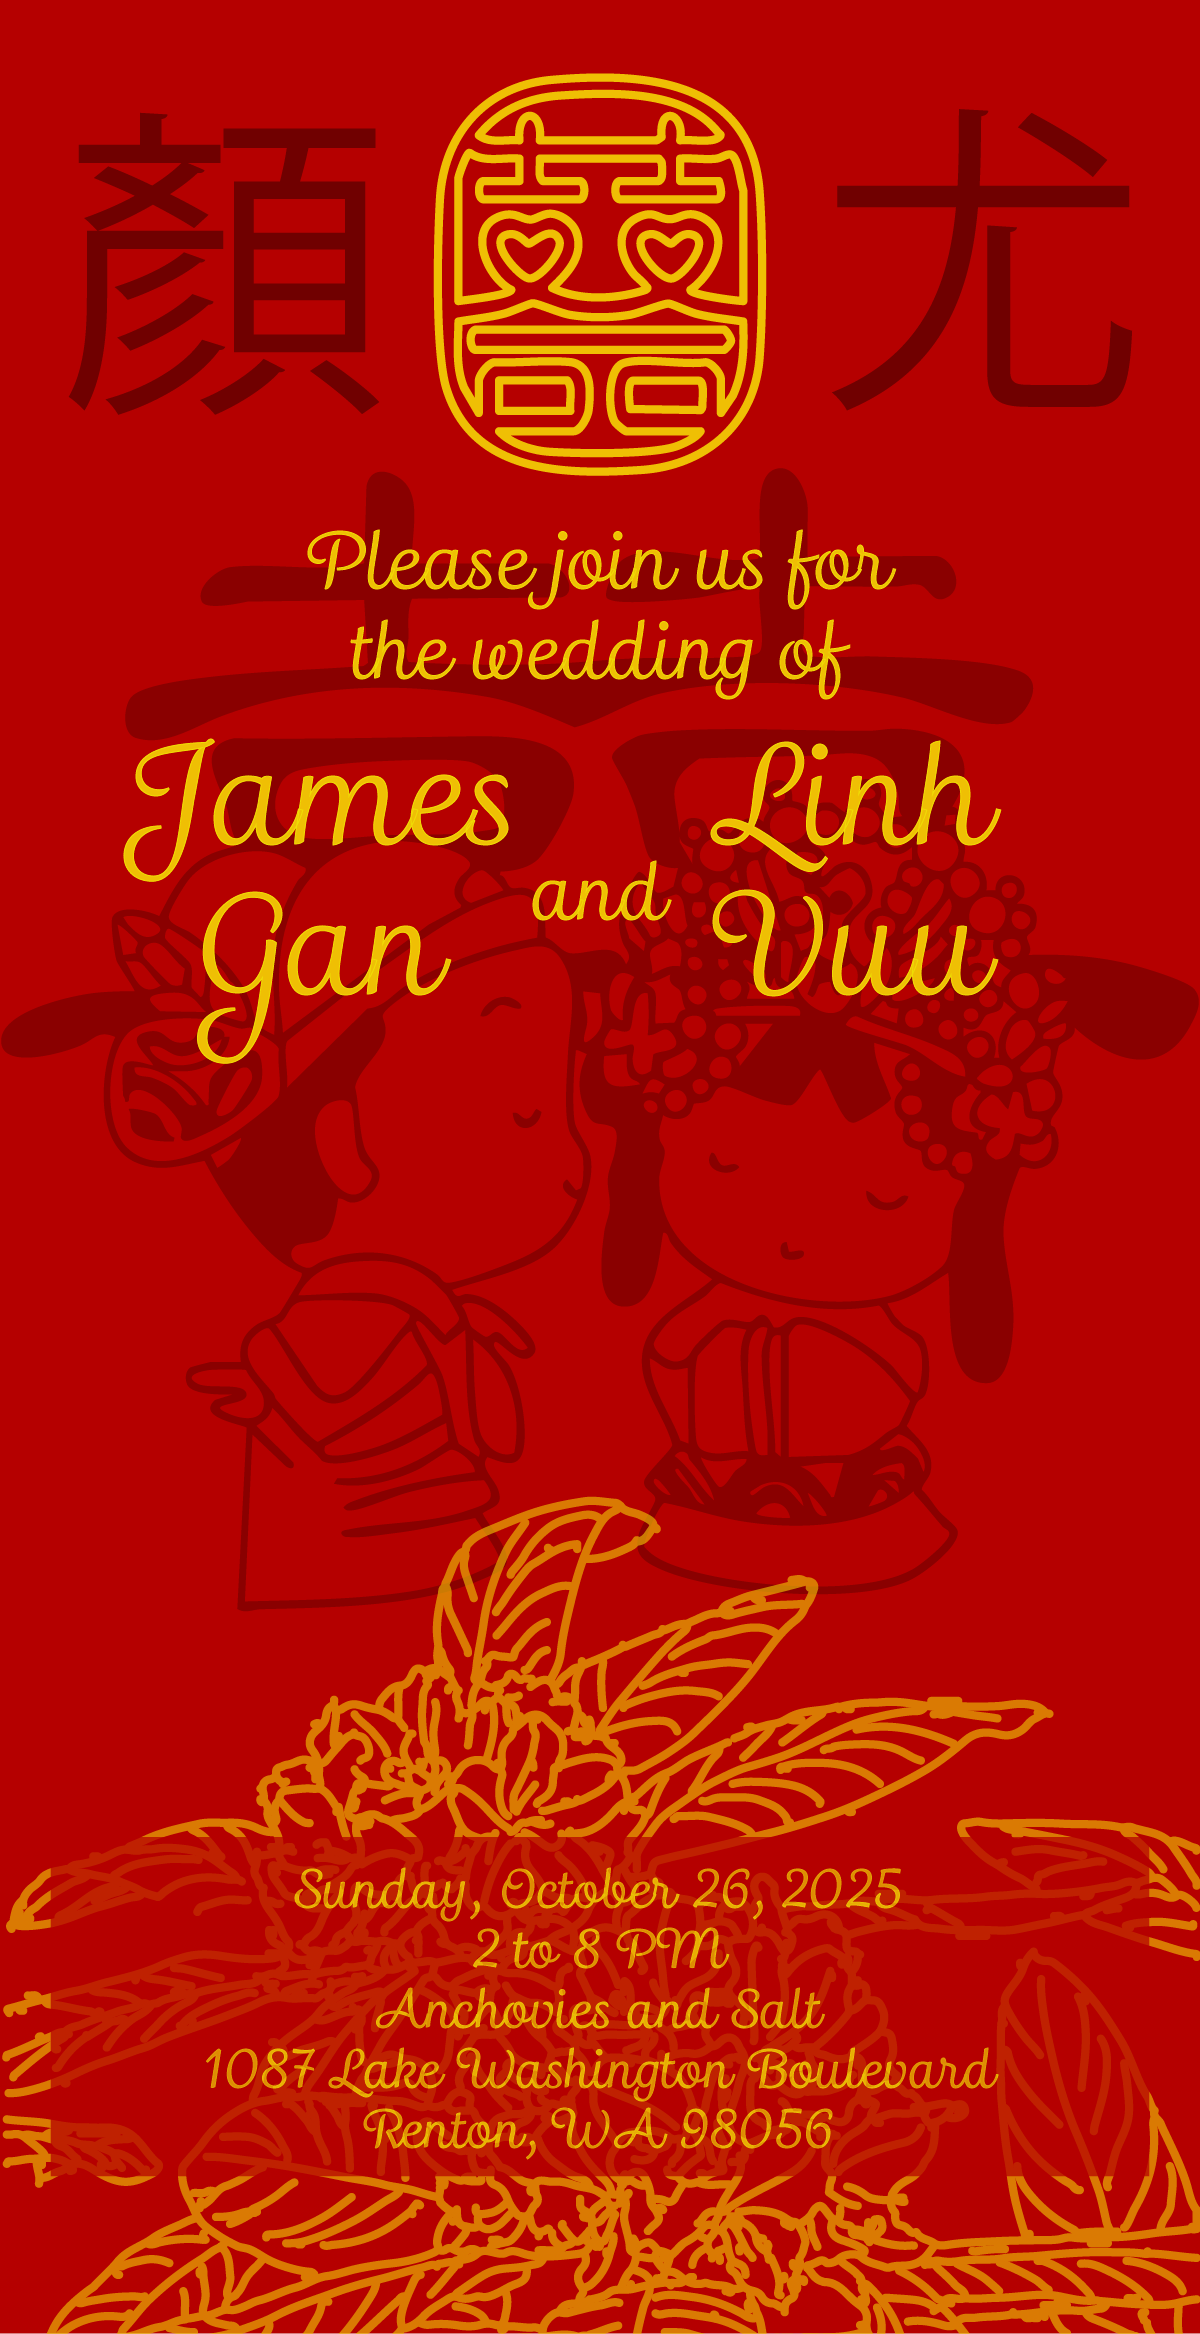 顏 囍 尤
囍
Please join us for
the wedding of
James Linh
and
Gan Vuu
Sunday, October 26, 2025
2 to 8 PM
Anchovies and Salt
1087 Lake Washington Boulevard
Renton, WA 98056